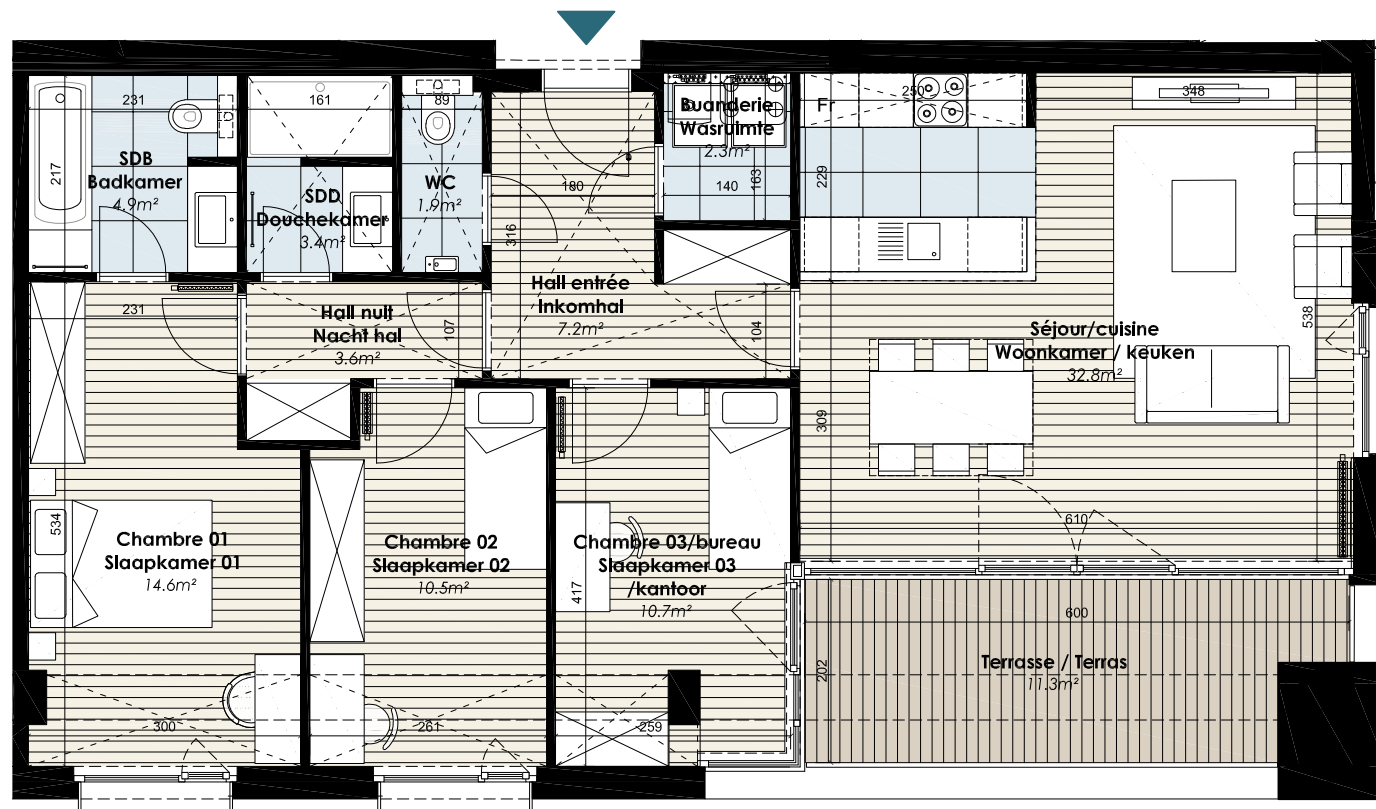 231
217
SDB
Badkamer
4.9m²
161
SDD
Douchekamer
3.4m²
89
WC
1.9m²
180
316
Hall entrée
Inkomhal
7.2m²
Buanderie
Wasruimte
2.3m²
140
163
Fr
250
229
348
538
Séjour/cuisine
Woonkamer / keuken
32.8m²
309
610
231
Hall nuit
Nacht hal
3.6m²
107
104
534
Chambre 01
Slaapkamer 01
14.6m²
300
Chambre 02
Slaapkamer 02
10.5m²
261
Chambre 03/bureau
Slaapkamer 03
/kantoor
10.7m²
417
259
600
202
Terrasse / Terras
11.3m²